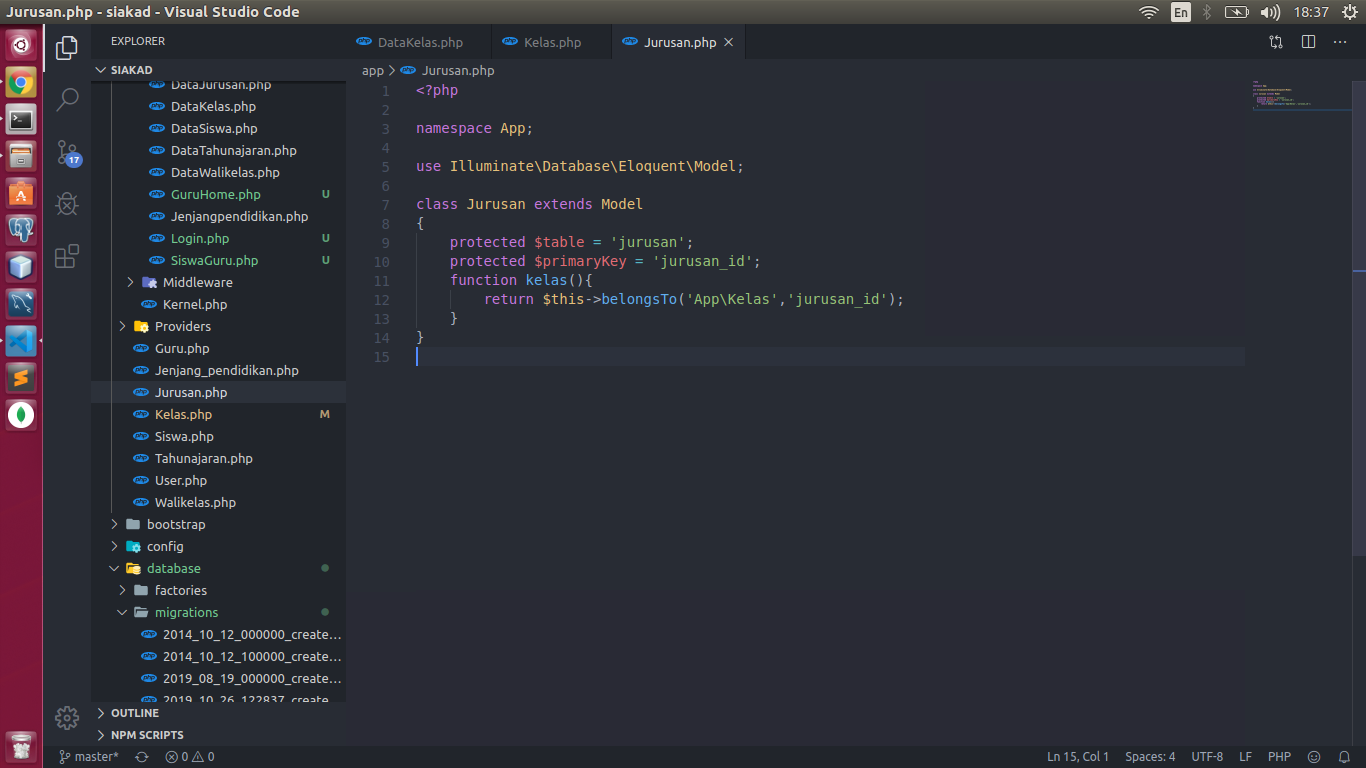 Jurusan.php - siakad - Visual Studio Code
En
18:37
EXPLORER
SIAKAD
DataJurusan.php
DataKelas.php
DataSiswa.php
DataTahunajaran.php
DataWalikelas.php
GuruHome.php U
Jenjangpendidikan.php
Login.php U
SiswaGuru.php U
Middleware
Kernel.php
Providers
Guru.php
Jenjang_pendidikan.php
Jurusan.php
Kelas.php M
Siswa.php
Tahunajaran.php
User.php
Walikelas.php
bootstrap
config
database
factories
migrations
2014_10_12_000000_create...
2014_10_12_100000_create...
2019_08_19_000000_create...
2019_10_26_122837_create...
OUTLINE
NPM SCRIPTS
17
DataKelas.php
Kelas.php
Jurusan.php
app > Jurusan.php
1 <?php
2
3 namespace App;
4
5 use Illuminate\Database\Eloquent\Model;
6
7 class Jurusan extends Model
8 {
9 protected $table = 'jurusan';
10 protected $primaryKey = 'jurusan_id';
11 function kelas(){
12 return $this->belongsTo('App\Kelas','jurusan_id');
13 }
14 }
15
master* 0 0
Ln 15, Col 1 Spaces: 4 UTF-8 LF PHP